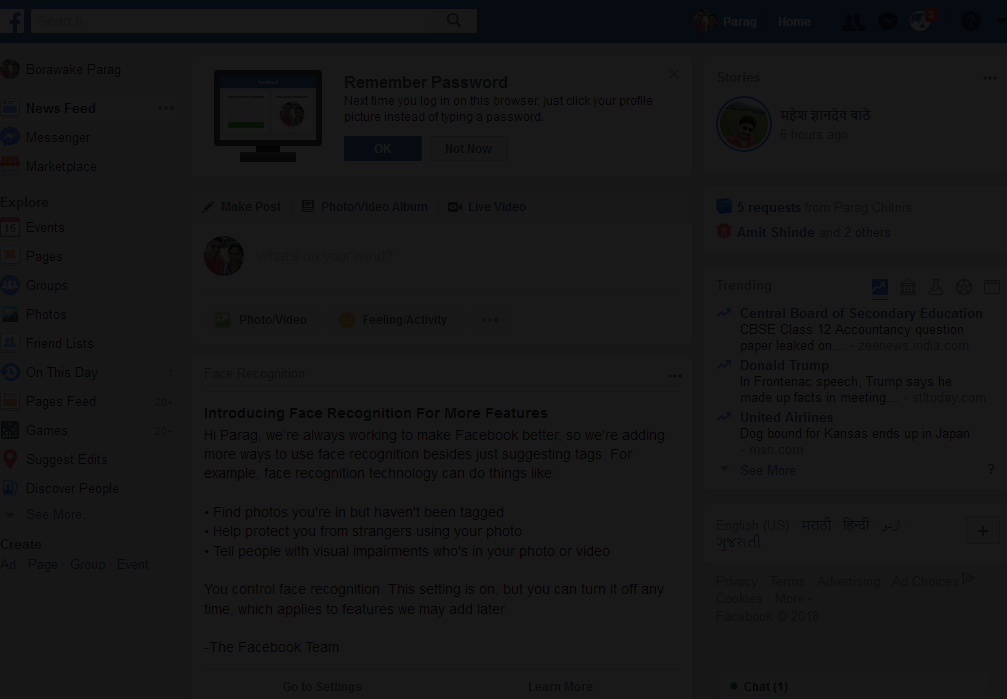 f
Search
Parag
Home
3
?
Borawake Parag
News Feed
Messenger
Marketplace
Explore
Events
Pages
Groups
Photos
Friend Lists
On This Day
Pages Feed 20+
Games 20+
Suggest Edits
Discover People
See More...
Create
Ad · Page · Group · Event
Remember Password
Next time you log in on this browser, just click your profile
picture instead of typing a password.
OK
Not Now
Make Post
Photo/Video Album
Live Video
What's on your mind?
Photo/Video
Feeling/Activity
Face Recognition
Introducing Face Recognition For More Features
Hi Parag, we're always working to make Facebook better, so we're adding
more ways to use face recognition besides just suggesting tags. For
example, face recognition technology can do things like:
• Find photos you're in but haven't been tagged
• Help protect you from strangers using your photo
• Tell people with visual impairments who's in your photo or video
You control face recognition. This setting is on, but you can turn it off any
time, which applies to features we may add later.
-The Facebook Team
Go to Settings
Learn More
Stories
महेश ज्ञानदेव बाठे
6 hours ago
5 requests from Parag Chitnis
Amit Shinde and 2 others
Trending
Central Board of Secondary Education
CBSE Class 12 Accountancy question
paper leaked on... - zeenews.india.com
Donald Trump
In Frontenac speech, Trump says he
made up facts in meeting... - stltoday.com
United Airlines
Dog bound for Kansas ends up in Japan
- msn.com
See More
?
English (US) · मराठी · हिन्दी · اردو ·
ગુજરાતી
Privacy · Terms · Advertising · Ad Choices
Cookies · More
Facebook © 2018
Chat (1)